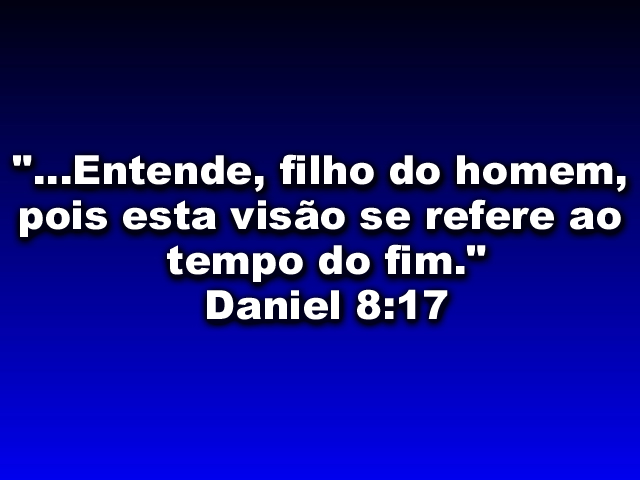 "...Entende, filho do homem,
pois esta visão se refere ao
tempo do fim."
Daniel 8:17